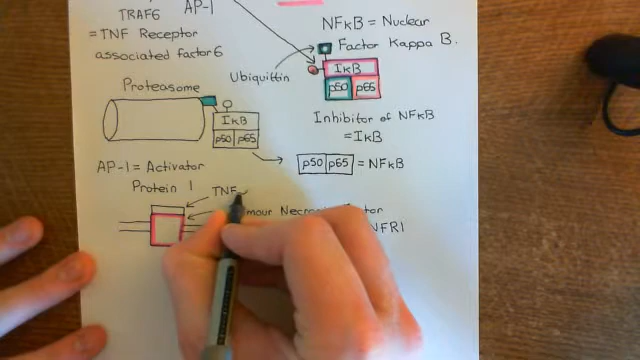 TRAF6
AP-1
= TNF Receptor
associated factor 6
NFκB = Nuclear
Factor Kappa B.
Ubiquitin
IκB
p50 p65
Proteasome
IκB
p50 p65
Inhibitor of NFκB
= IκB
p50 p65 = NFκB
AP-1 = Activator
Protein 1
TNF